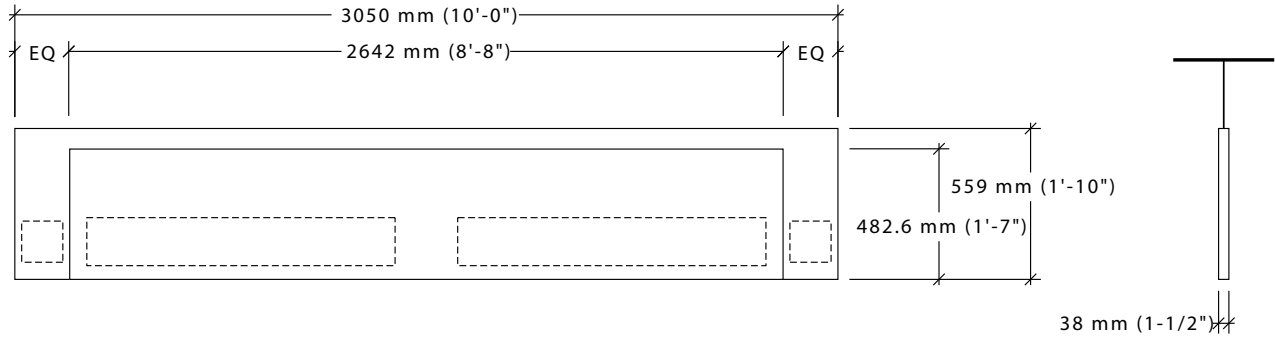 3050 mm (10'-0")
EQ
2642 mm (8'-8")
EQ
559 mm (1'-10")
482.6 mm (1'-7")
38 mm (1-1/2")